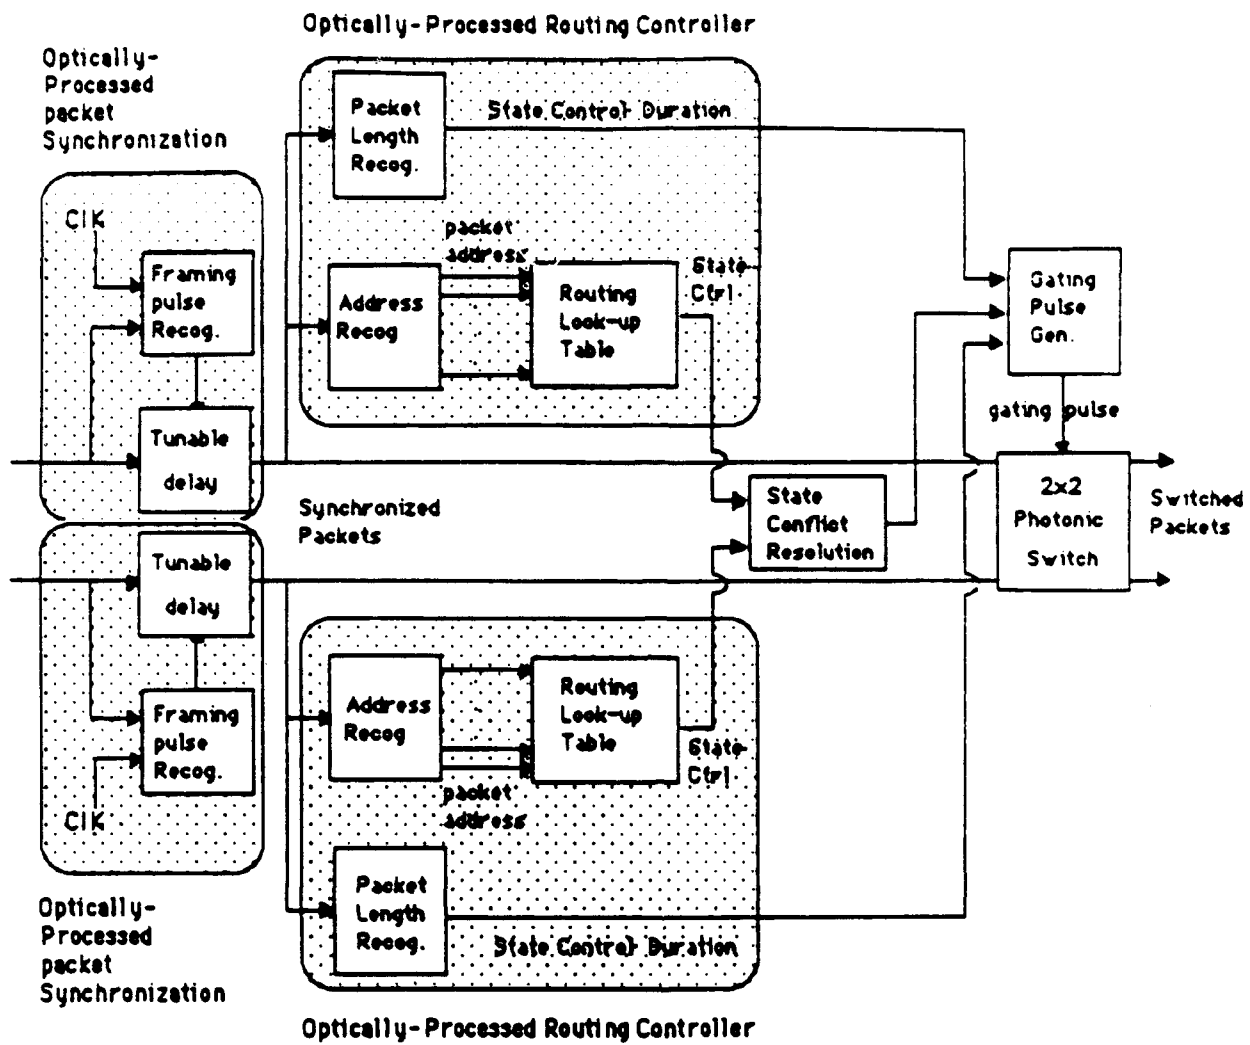 Optically-Processed Routing Controller
Optically-
Processed
packet
Synchronization
Packet
Length
Recog.
State Control Duration
Clk
Framing
pulse
Recog.
packet
address
Address
Recog
Routing
Look-up
Table
State
Ctrl
Gating
Pulse
Gen.
gating pulse
Tunable
delay
Synchronized
Packets
State
Conflict
Resolution
2x2
Photonic
Switch
Switched
Packets
Tunable
delay
Framing
pulse
Recog.
Clk
Address
Recog
Routing
Look-up
Table
State
Ctrl
packet
address
Packet
Length
Recog.
State Control Duration
Optically-
Processed
packet
Synchronization
Optically-Processed Routing Controller